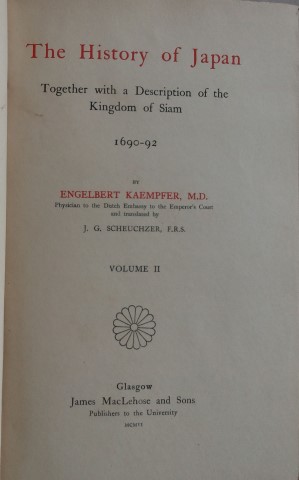 The History of Japan
Together with a Description of the
Kingdom of Siam
1690-92
BY
ENGELBERT KAEMPFER, M.D.
Physician to the Dutch Embassy to the Emperor's Court
and translated by
J. G. SCHEUCHZER, F.R.S.
VOLUME II
Glasgow
James MacLehose and Sons
Publishers to the University
MCMVI